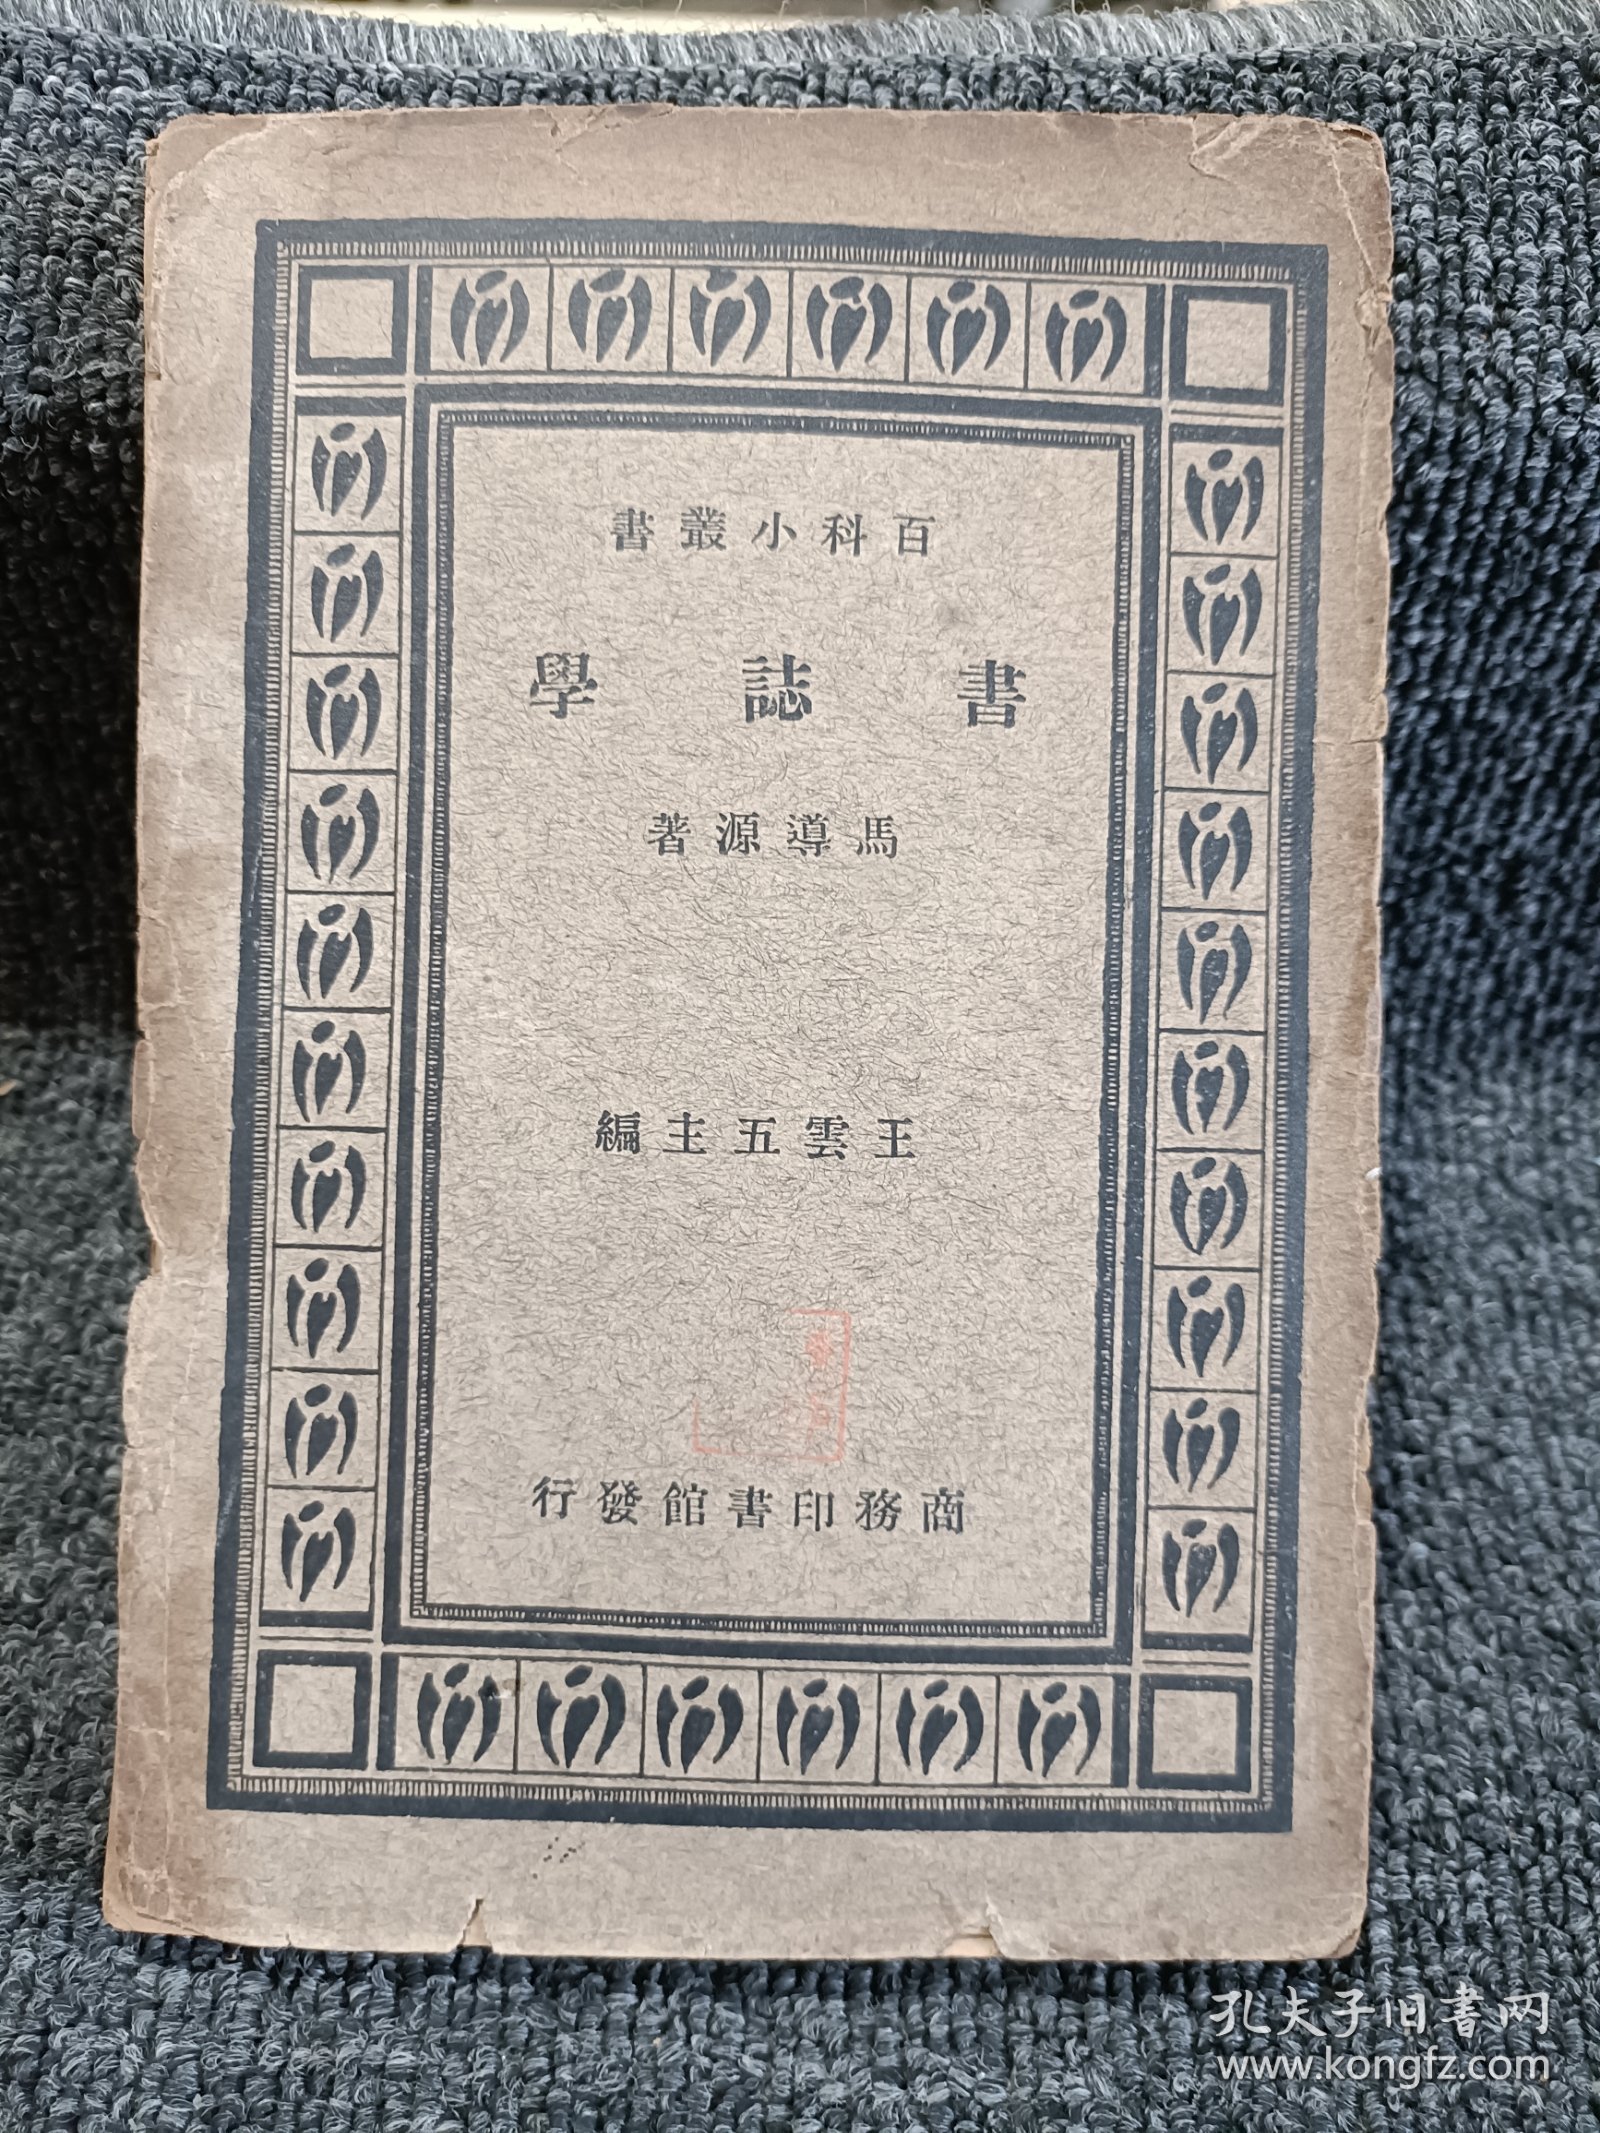 百科小叢書
書誌學
馬導源著
王雲五主編
商務印書館發行
孔夫子旧書网
www.kongfz.com